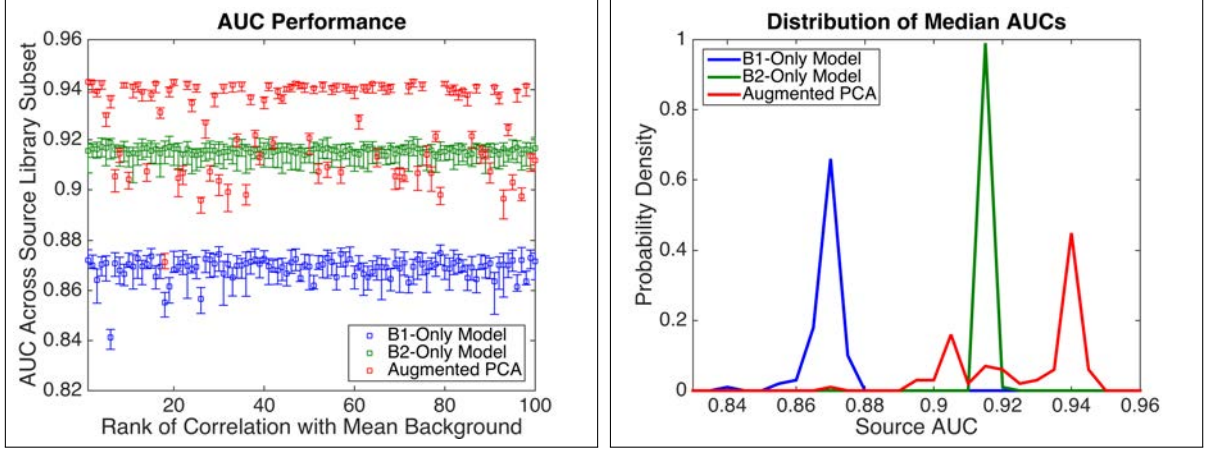 AUC Performance
AUC Across Source Library Subset
0.96
0.94
0.92
0.9
0.88
0.86
0.84
0.82
20
40
60
80
100
Rank of Correlation with Mean Background
B1-Only Model
B2-Only Model
Augmented PCA
Distribution of Median AUCs
Probability Density
1
0.8
0.6
0.4
0.2
0
0.84
0.86
0.88
0.9
0.92
0.94
0.96
Source AUC
B1-Only Model
B2-Only Model
Augmented PCA